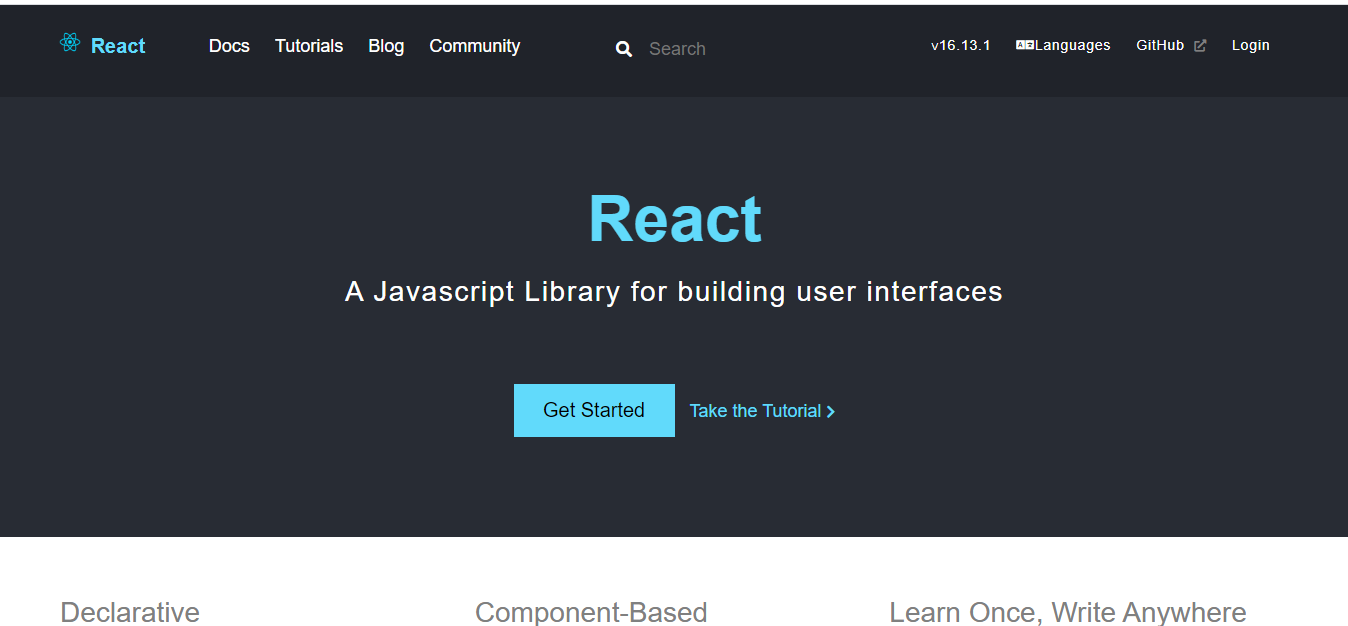 React Docs Tutorials Blog Community Search v16.13.1 Languages GitHub Login
React
A Javascript Library for building user interfaces
Get Started Take the Tutorial
Declarative Component-Based Learn Once, Write Anywhere